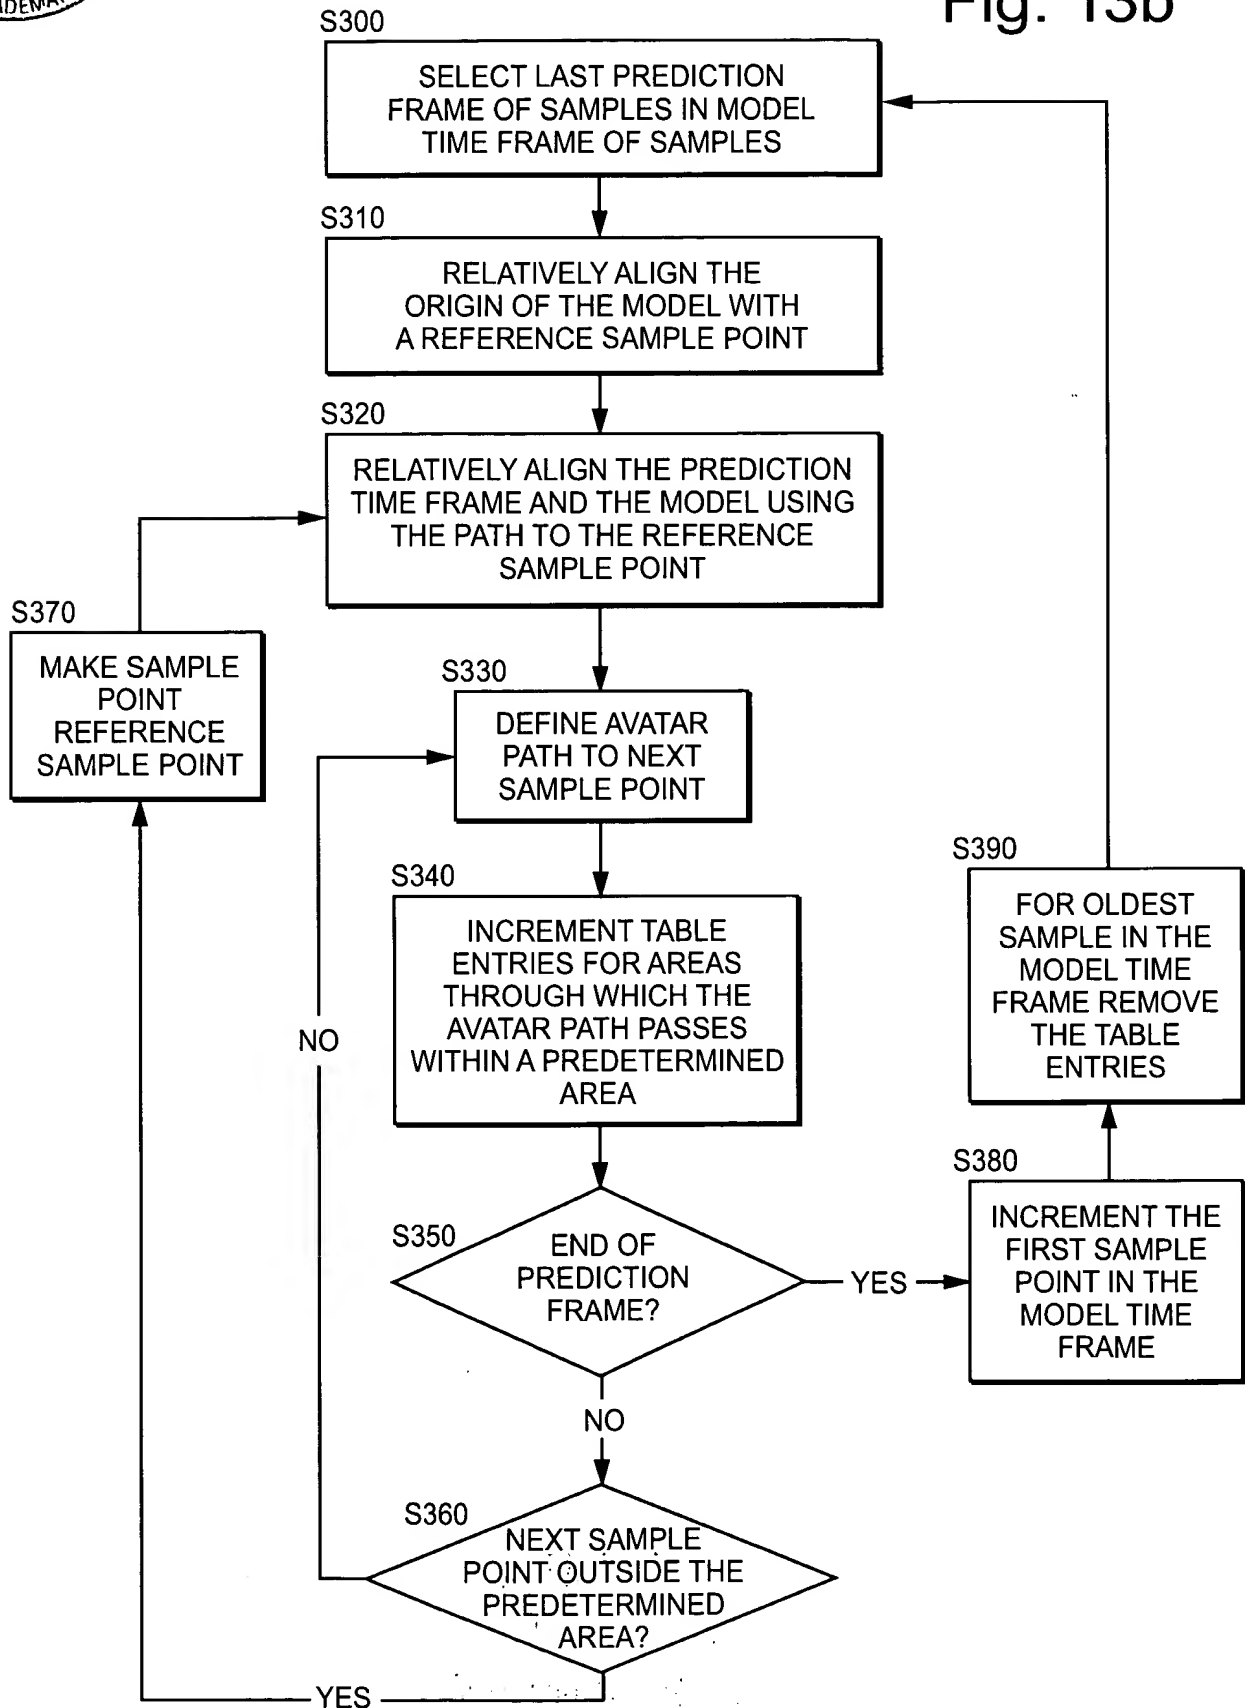 Fig. 13b
S300
SELECT LAST PREDICTION
FRAME OF SAMPLES IN MODEL
TIME FRAME OF SAMPLES
S310
RELATIVELY ALIGN THE
ORIGIN OF THE MODEL WITH
A REFERENCE SAMPLE POINT
S320
RELATIVELY ALIGN THE PREDICTION
TIME FRAME AND THE MODEL USING
THE PATH TO THE REFERENCE
SAMPLE POINT
S370
MAKE SAMPLE
POINT
REFERENCE
SAMPLE POINT
S330
DEFINE AVATAR
PATH TO NEXT
SAMPLE POINT
S340
INCREMENT TABLE
ENTRIES FOR AREAS
THROUGH WHICH THE
AVATAR PATH PASSES
WITHIN A PREDETERMINED
AREA
NO
S390
FOR OLDEST
SAMPLE IN THE
MODEL TIME
FRAME REMOVE
THE TABLE
ENTRIES
S380
INCREMENT THE
FIRST SAMPLE
POINT IN THE
MODEL TIME
FRAME
S350
END OF
PREDICTION
FRAME?
YES
NO
S360
NEXT SAMPLE
POINT OUTSIDE THE
PREDETERMINED
AREA?
YES